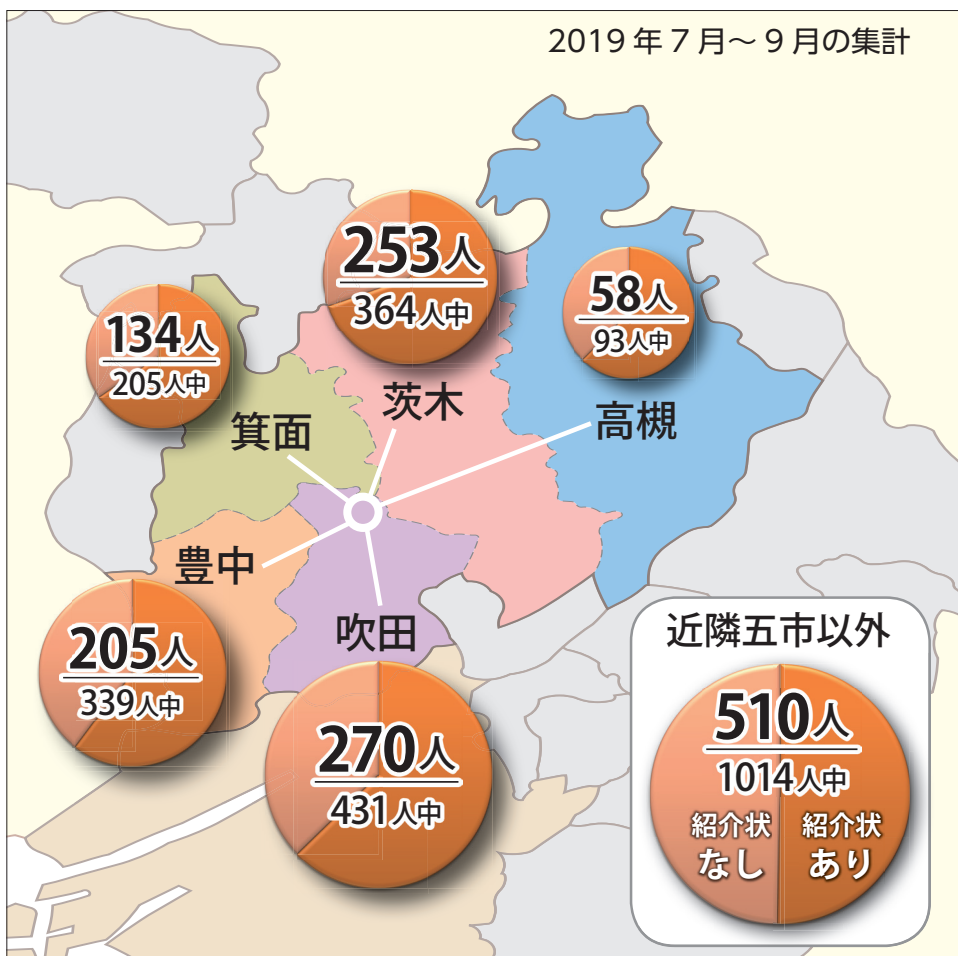 2019年7月～9月の集計
253人
364人中
58人
93人中
134人
205人中
茨木
高槻
箕面
豊中
吹田
205人
339人中
270人
431人中
近隣五市以外
510人
1014人中
紹介状
なし
紹介状
あり